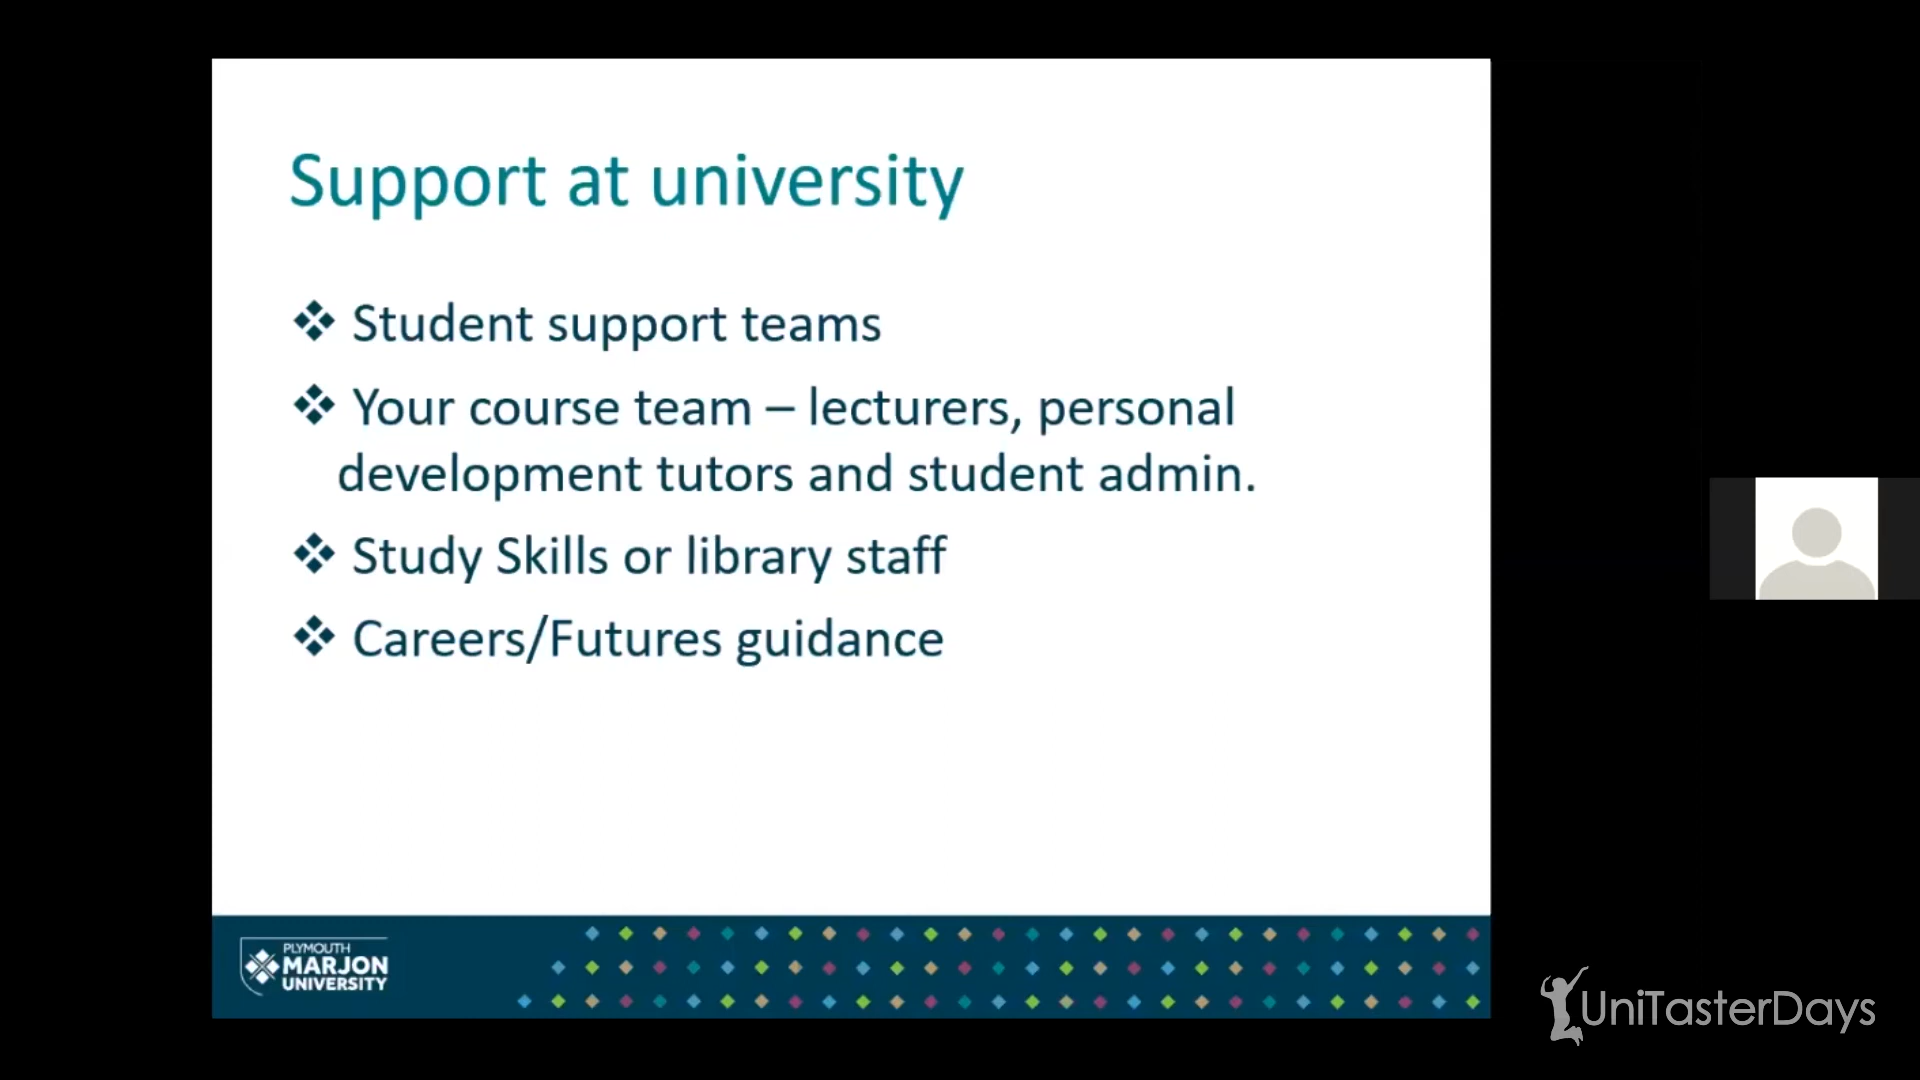 Support at university
❖ Student support teams
❖ Your course team – lecturers, personal
development tutors and student admin.
❖ Study Skills or library staff
❖ Careers/Futures guidance
PLYMOUTH
MARJON
UNIVERSITY
UniTasterDays